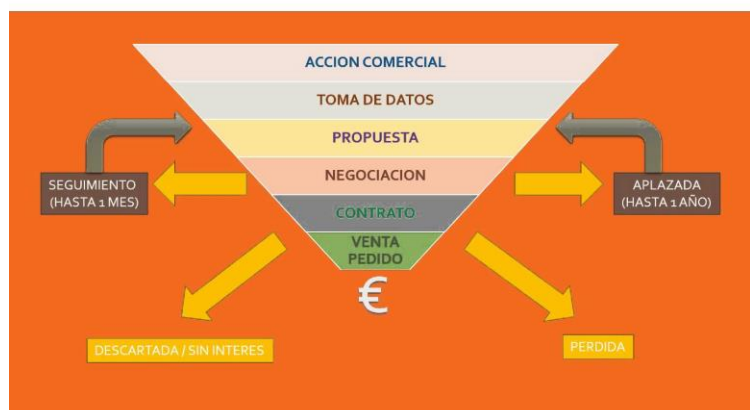 ACCION COMERCIAL
TOMA DE DATOS
PROPUESTA
NEGOCIACION
SEGUIMIENTO
(HASTA 1 MES)
APLAZADA
(HASTA 1 AÑO)
CONTRATO
VENTA
PEDIDO
€
DESCARTADA / SIN INTERES
PERDIDA